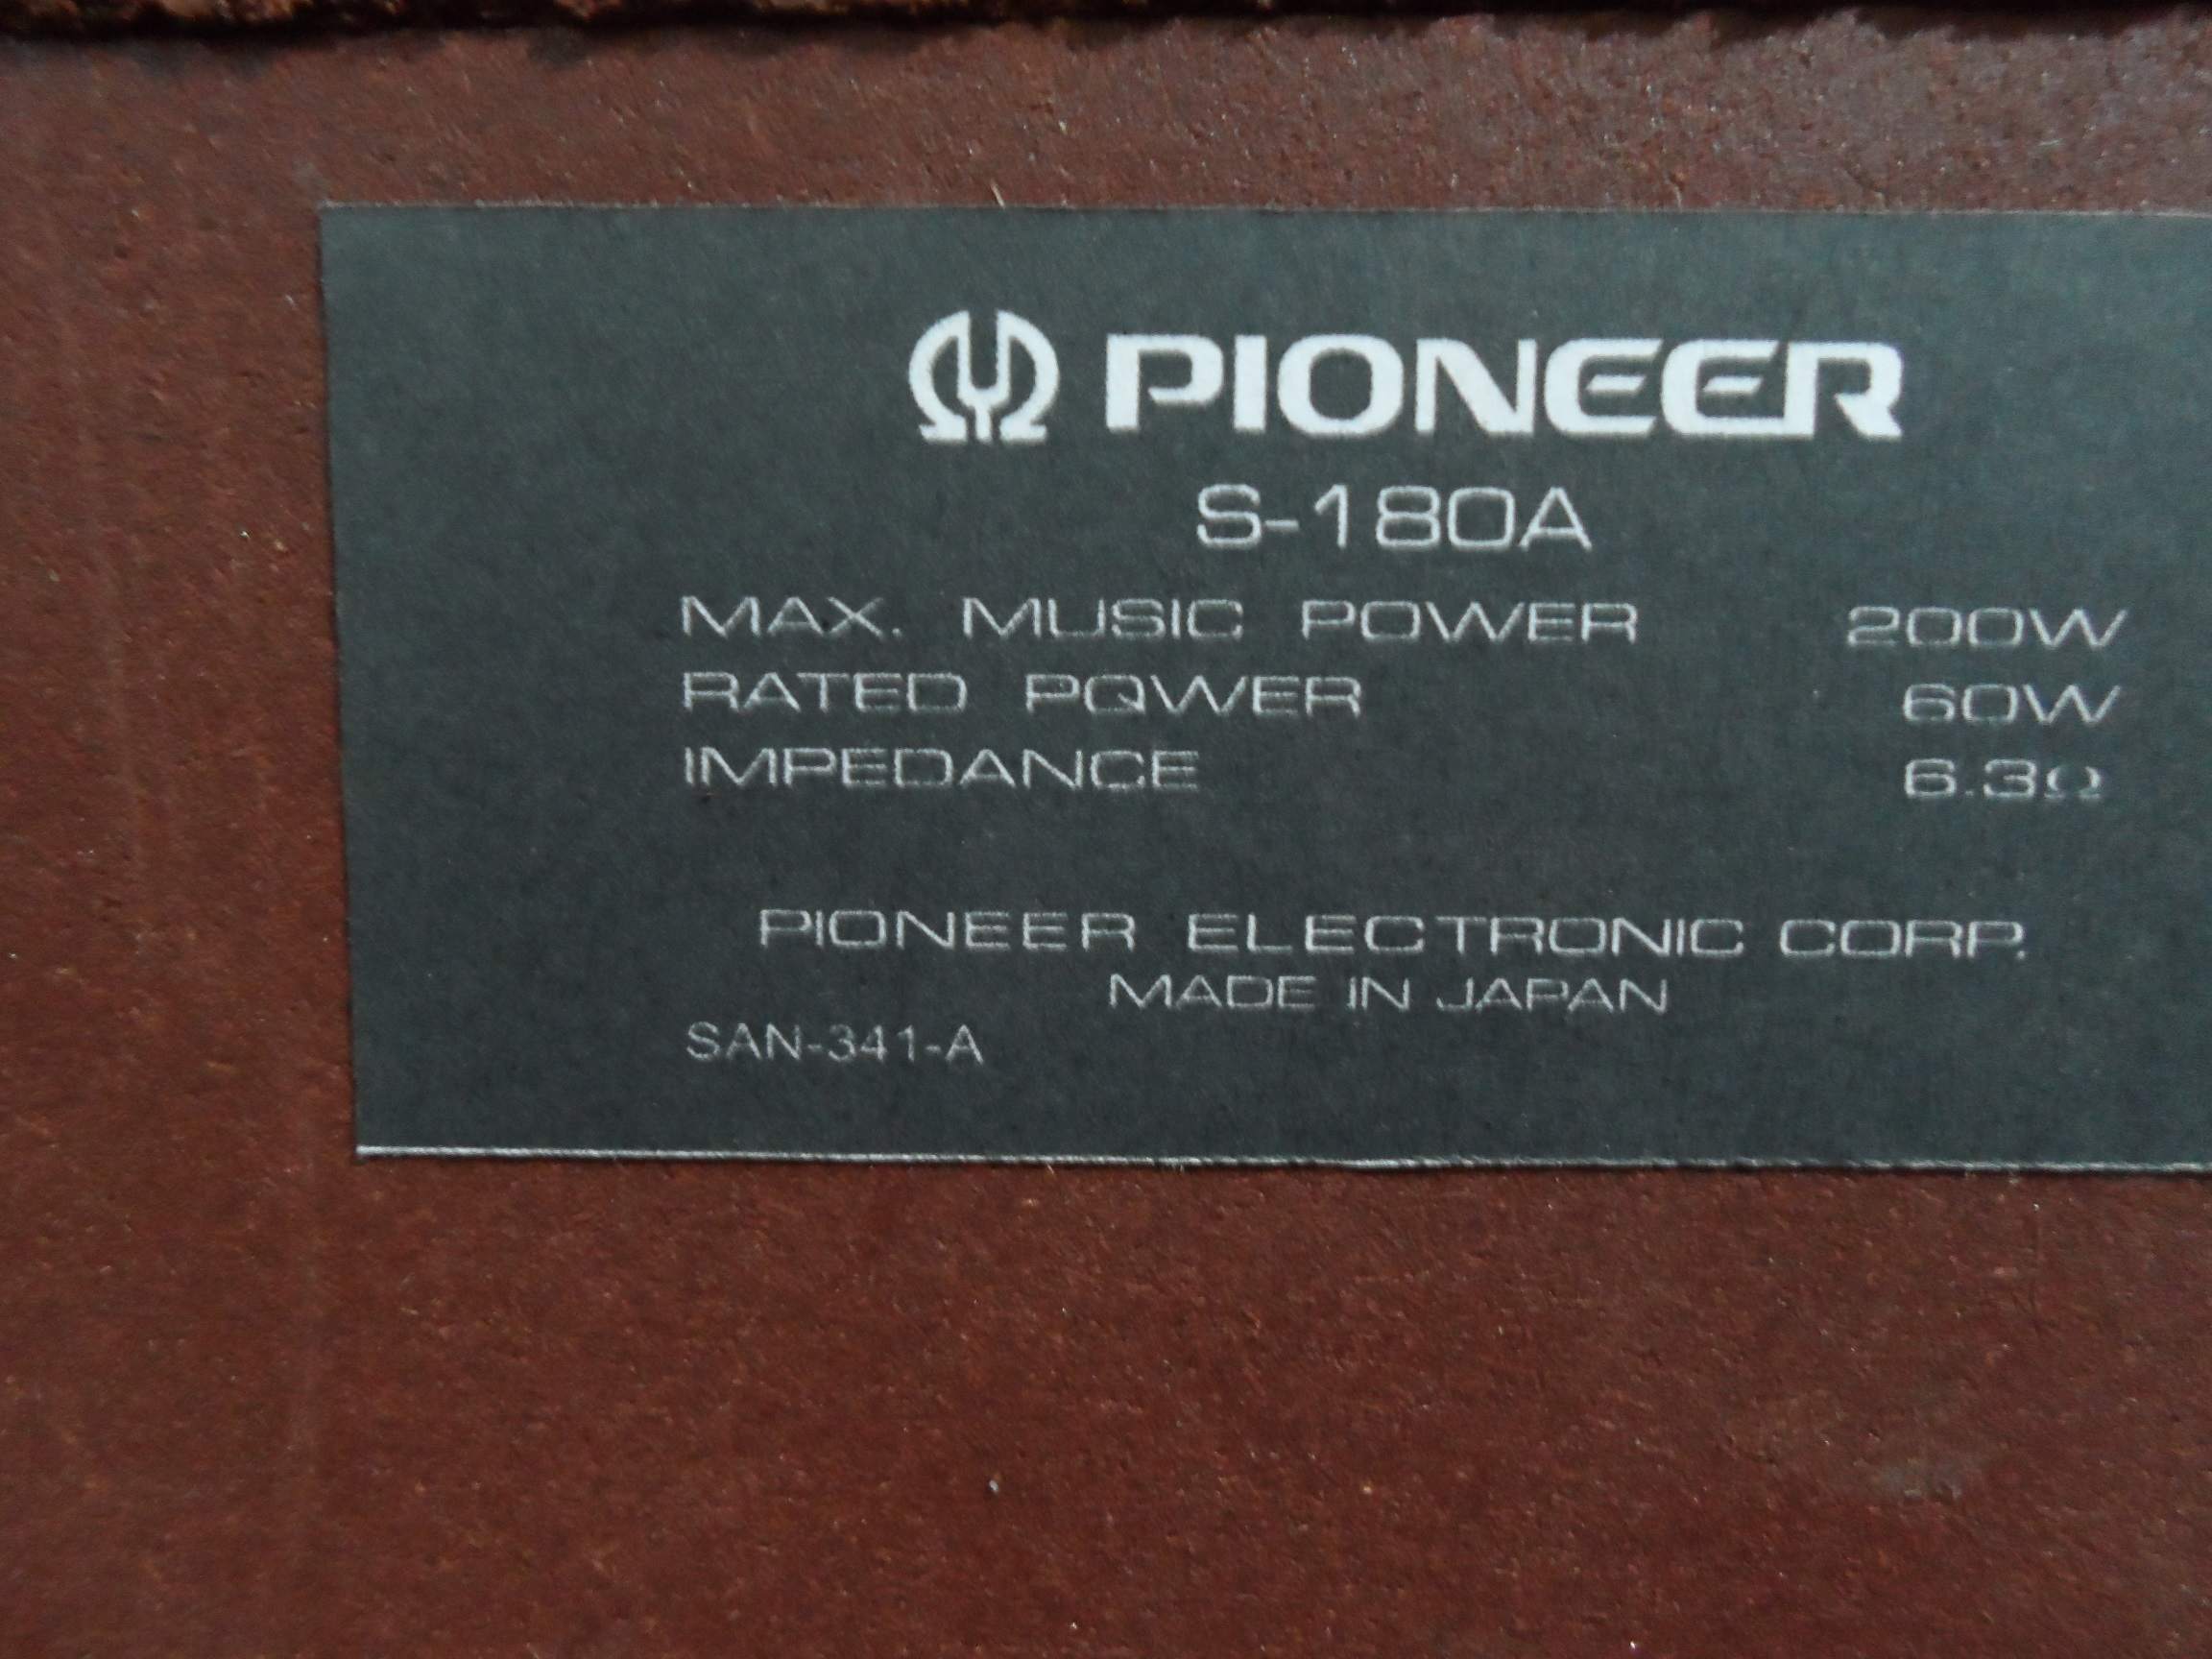 PIONEER
S-180A
MAX. MUSIC POWER 200W
RATED PQWER 60W
IMPEDANCE 6.3Ω
PIONEER ELECTRONIC CORP.
MADE IN JAPAN
SAN-341-A